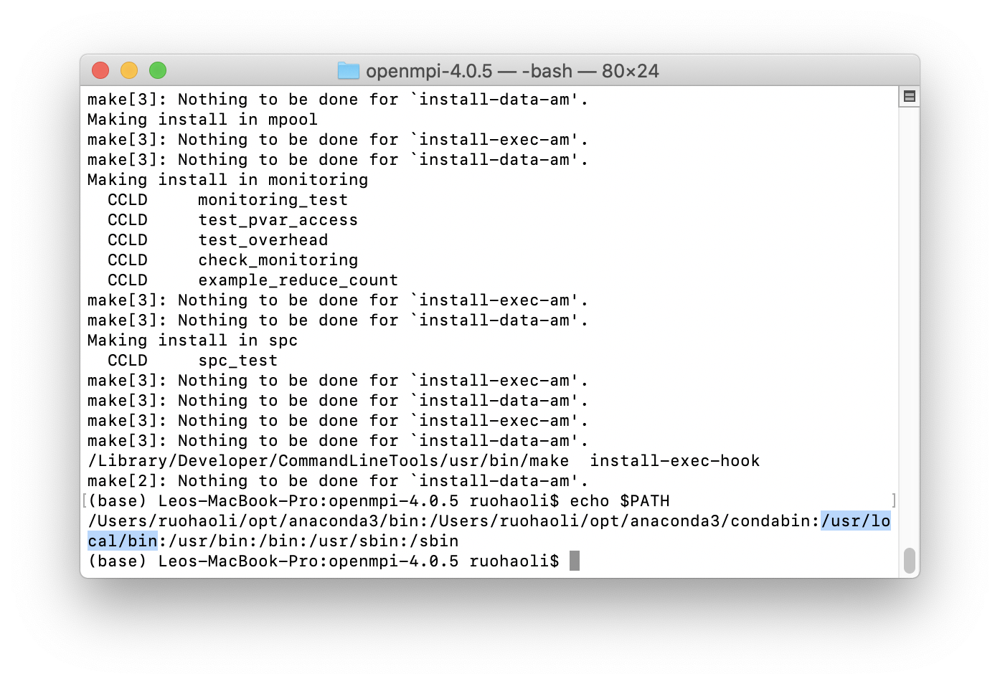 openmpi-4.0.5 — -bash — 80×24
make[3]: Nothing to be done for `install-data-am'.
Making install in mpool
make[3]: Nothing to be done for `install-exec-am'.
make[3]: Nothing to be done for `install-data-am'.
Making install in monitoring
  CCLD     monitoring_test
  CCLD     test_pvar_access
  CCLD     test_overhead
  CCLD     check_monitoring
  CCLD     example_reduce_count
make[3]: Nothing to be done for `install-exec-am'.
make[3]: Nothing to be done for `install-data-am'.
Making install in spc
  CCLD     spc_test
make[3]: Nothing to be done for `install-exec-am'.
make[3]: Nothing to be done for `install-data-am'.
make[3]: Nothing to be done for `install-exec-am'.
make[3]: Nothing to be done for `install-data-am'.
/Library/Developer/CommandLineTools/usr/bin/make  install-exec-hook
make[2]: Nothing to be done for `install-data-am'.
[(base) Leos-MacBook-Pro:openmpi-4.0.5 ruohaoli$ echo $PATH ]
/Users/ruohaoli/opt/anaconda3/bin:/Users/ruohaoli/opt/anaconda3/condabin:/usr/lo
cal/bin:/usr/bin:/bin:/usr/sbin:/sbin
(base) Leos-MacBook-Pro:openmpi-4.0.5 ruohaoli$